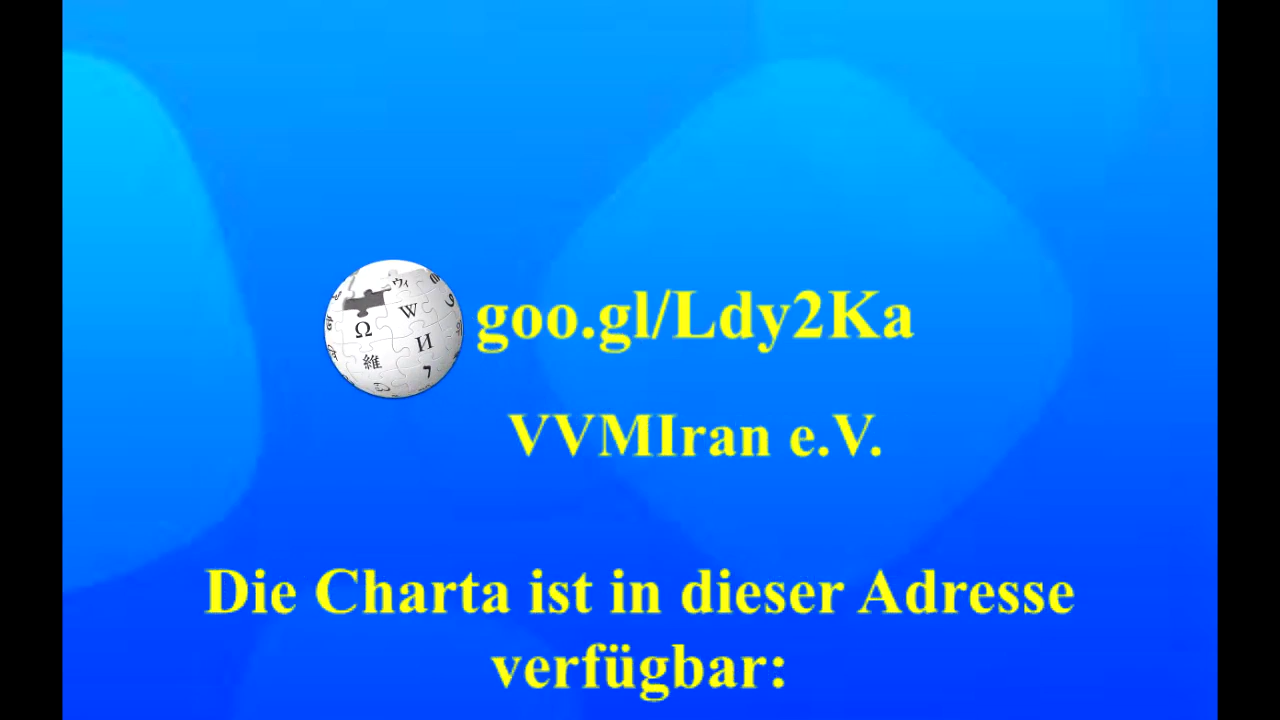 goo.gl/Ldy2Ka
VVMIran e.V.
Die Charta ist in dieser Adresse
verfügbar: